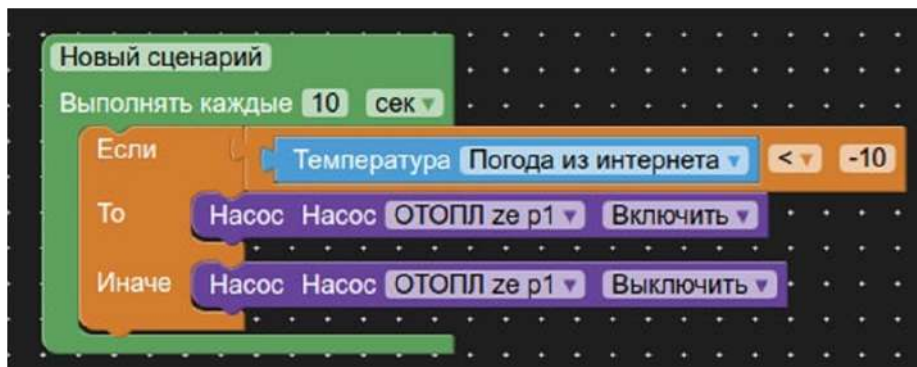 Новый сценарий
Выполнять каждые 10 сек
Если Температура Погода из интернета < -10
То Насос Насос ОТОПЛ ze p1 Включить
Иначе Насос Насос ОТОПЛ ze p1 Выключить